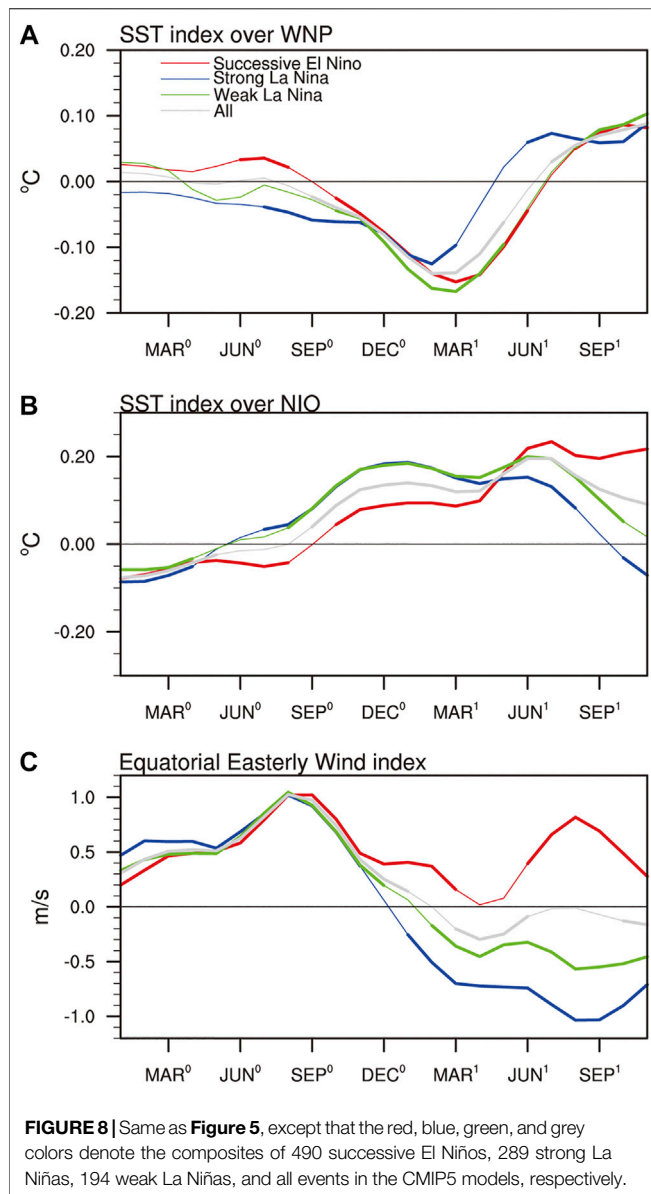 A SST index over WNP
Successive El Nino
Strong La Nina
Weak La Nina
All
°C
0.20
0.10
0.00
-0.10
-0.20
MAR⁰ JUN⁰ SEP⁰ DEC⁰ MAR¹ JUN¹ SEP¹
B SST index over NIO
°C
0.20
0.00
-0.20
MAR⁰ JUN⁰ SEP⁰ DEC⁰ MAR¹ JUN¹ SEP¹
C Equatorial Easterly Wind index
m/s
1.0
0.5
0.0
-0.5
-1.0
MAR⁰ JUN⁰ SEP⁰ DEC⁰ MAR¹ JUN¹ SEP¹
FIGURE 8 | Same as Figure 5, except that the red, blue, green, and grey
colors denote the composites of 490 successive El Niños, 289 strong La
Niñas, 194 weak La Niñas, and all events in the CMIP5 models, respectively.